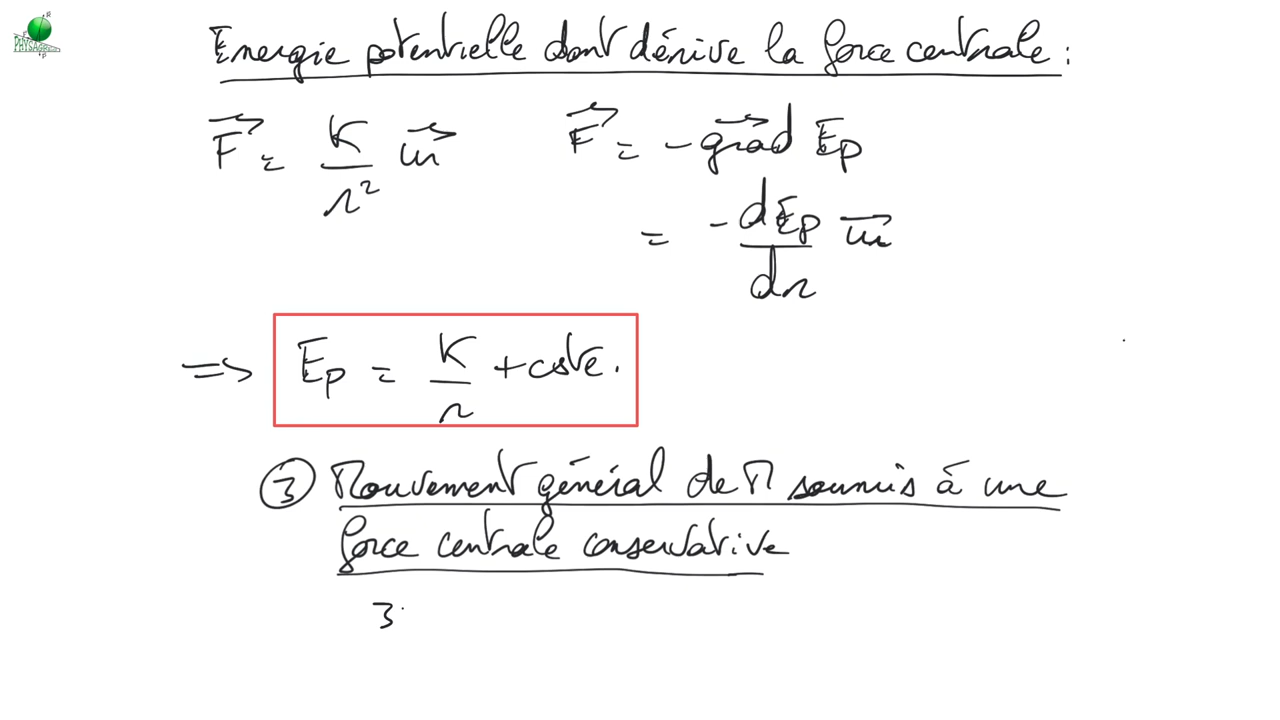 Energie potentielle dont dérive la force centrale :
F⃗ = K/r² u⃗r    F⃗ = -grad⃗ Ep
= -dEp/dr u⃗r
=> Ep = K/r + cste.
③ Mouvement général de M soumis à une
force centrale conservative
3.